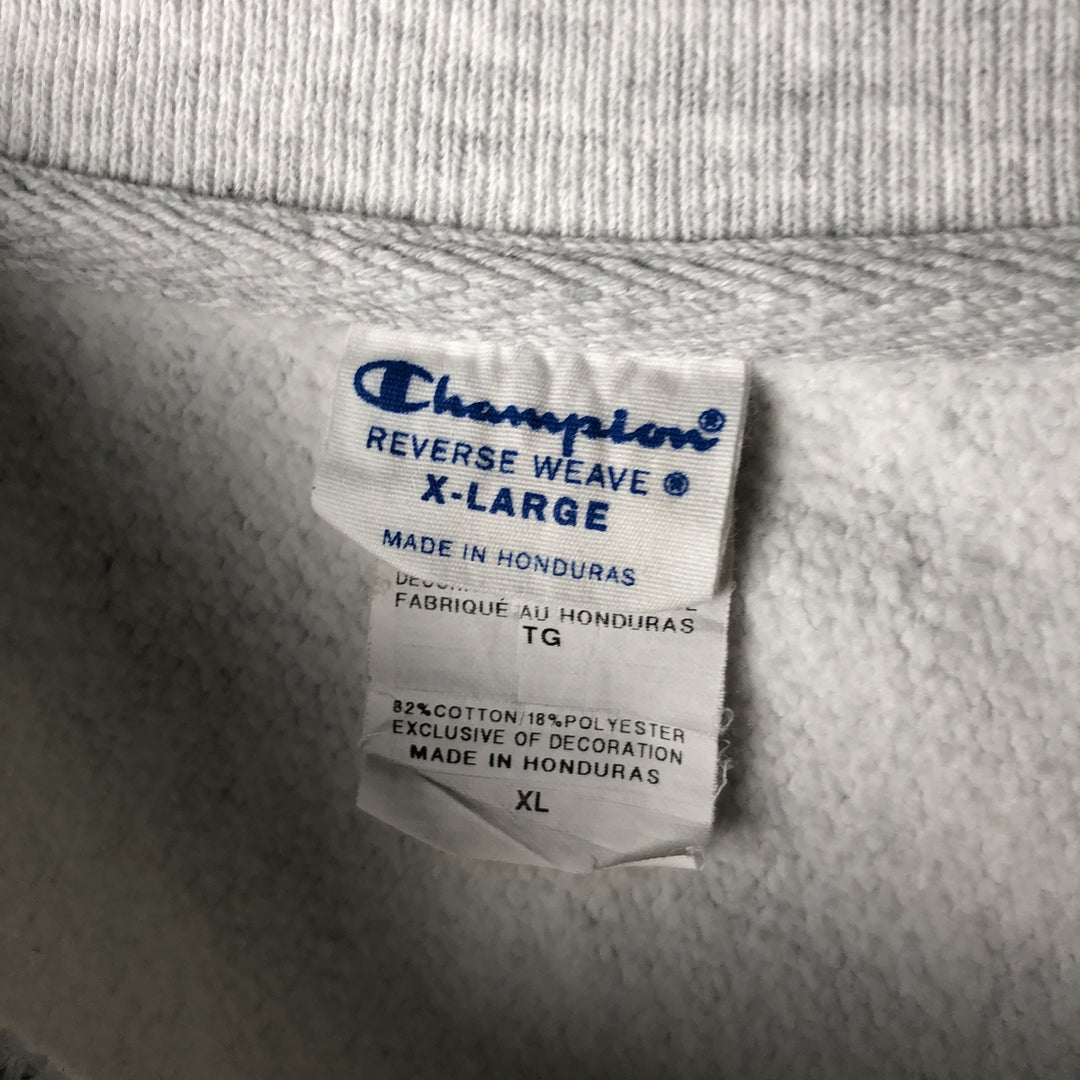 Champion®
REVERSE WEAVE ®
X-LARGE
MADE IN HONDURAS
FABRIQUÉ AU HONDURAS
TG
82%COTTON/18%POLYESTER
EXCLUSIVE OF DECORATION
MADE IN HONDURAS
XL